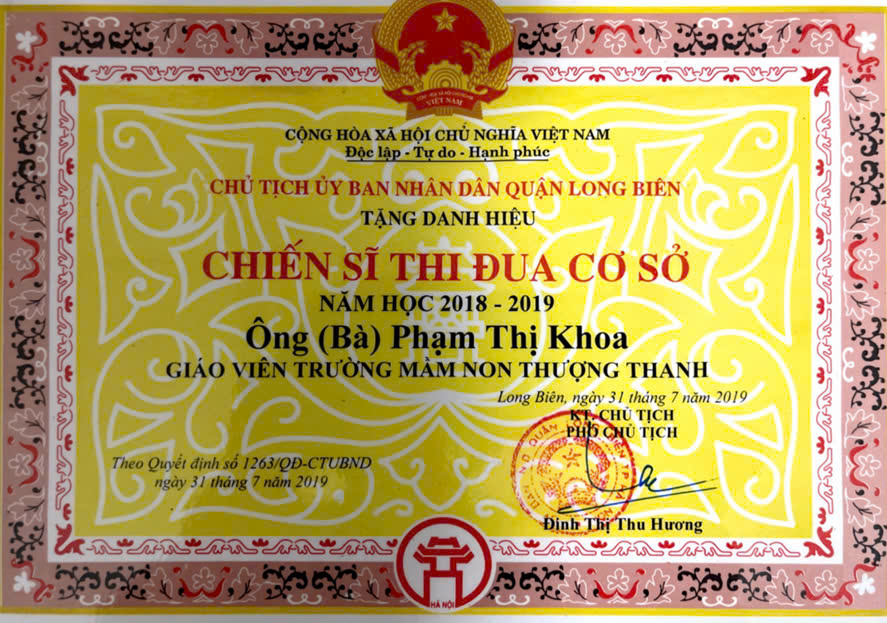 VIỆT NAM
CỘNG HÒA XÃ HỘI CHỦ NGHĨA VIỆT NAM
Độc lập - Tự do - Hạnh phúc
CHỦ TỊCH ỦY BAN NHÂN DÂN QUẬN LONG BIÊN
TẶNG DANH HIỆU
CHIẾN SĨ THI ĐUA CƠ SỞ
NĂM HỌC 2018 - 2019
Ông (Bà) Phạm Thị Khoa
GIÁO VIÊN TRƯỜNG MẦM NON THƯỢNG THANH
Long Biên, ngày 31 tháng 7 năm 2019
KT. CHỦ TỊCH
PHÓ CHỦ TỊCH
Theo Quyết định số 1263/QĐ-CTUBND
ngày 31 tháng 7 năm 2019
Đinh Thị Thu Hương
HÀ NỘI